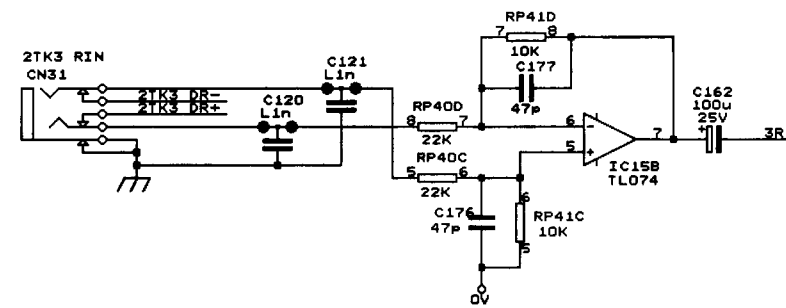 2TK3 RIN
CN31
2TK3 DR-
2TK3 DR+
C121
L1n
C120
L1n
RP40D
8 7
22K
RP40C
5 6
22K
RP41D
7 8
10K
C177
47p
6 -
5 +
7
IC15B
TL074
C176
47p
6
RP41C
10K
5
0V
C162
100u
25V
+
3R